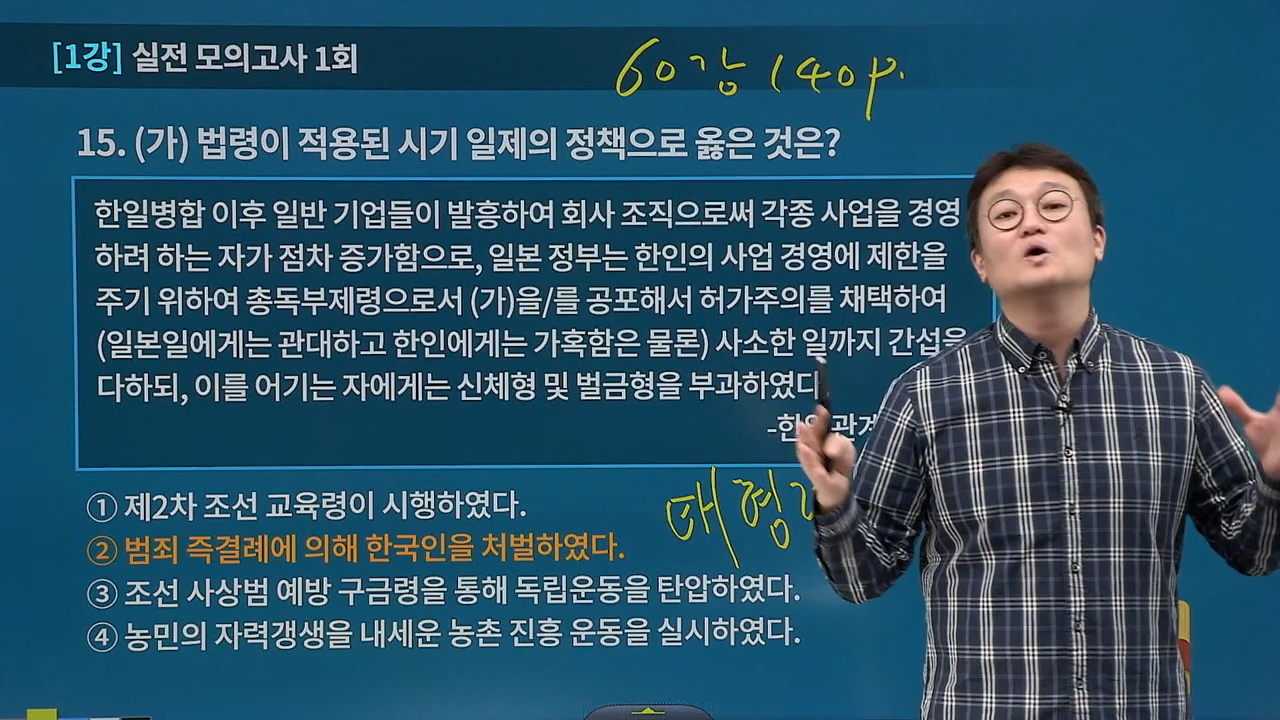 [1강] 실전 모의고사 1회
60강 140p.
15. (가) 법령이 적용된 시기 일제의 정책으로 옳은 것은?
한일병합 이후 일반 기업들이 발흥하여 회사 조직으로써 각종 사업을 경영
하려 하는 자가 점차 증가함으로, 일본 정부는 한인의 사업 경영에 제한을
주기 위하여 총독부제령으로서 (가)을/를 공포해서 허가주의를 채택하여
(일본일에게는 관대하고 한인에게는 가혹함은 물론) 사소한 일까지 간섭을
다하되, 이를 어기는 자에게는 신체형 및 벌금형을 부과하였다
① 제2차 조선 교육령이 시행하였다.
② 범죄 즉결례에 의해 한국인을 처벌하였다.
③ 조선 사상범 예방 구금령을 통해 독립운동을 탄압하였다.
④ 농민의 자력갱생을 내세운 농촌 진흥 운동을 실시하였다.